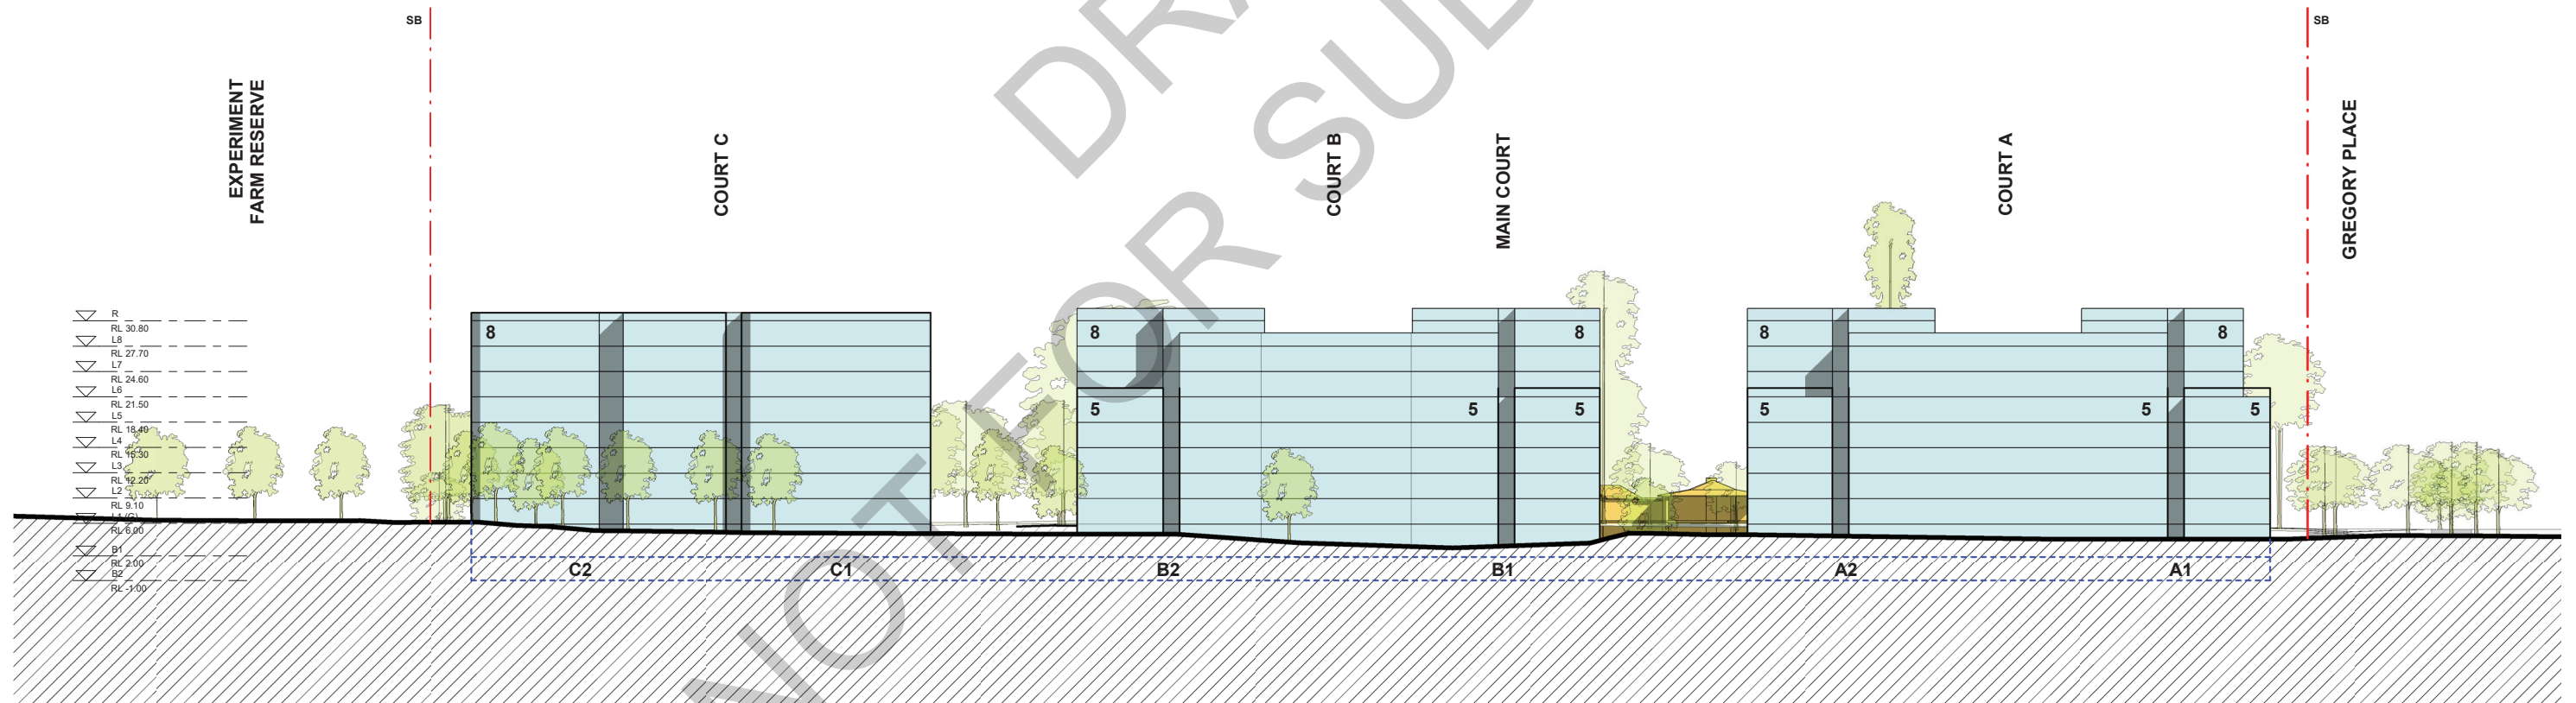 SB
SB
EXPERIMENT
FARM RESERVE
COURT C
COURT B
MAIN COURT
COURT A
GREGORY PLACE
R
RL 30.80
L8
RL 27.70
L7
RL 24.60
L6
RL 21.50
L5
RL 18.40
L4
RL 15.30
L3
RL 12.20
L2
RL 9.10
L1 (G)
RL 6.00
B1
RL 2.00
B2
RL -1.00
8
8
8
8
8
5
5
5
5
5
5
C2
C1
B2
B1
A2
A1
NOT FOR